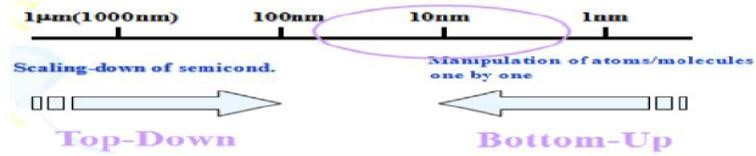 1μm(1000nm) 100nm 10nm 1nm
Scaling-down of semicond.
Manipulation of atoms/molecules
one by one
Top-Down
Bottom-Up